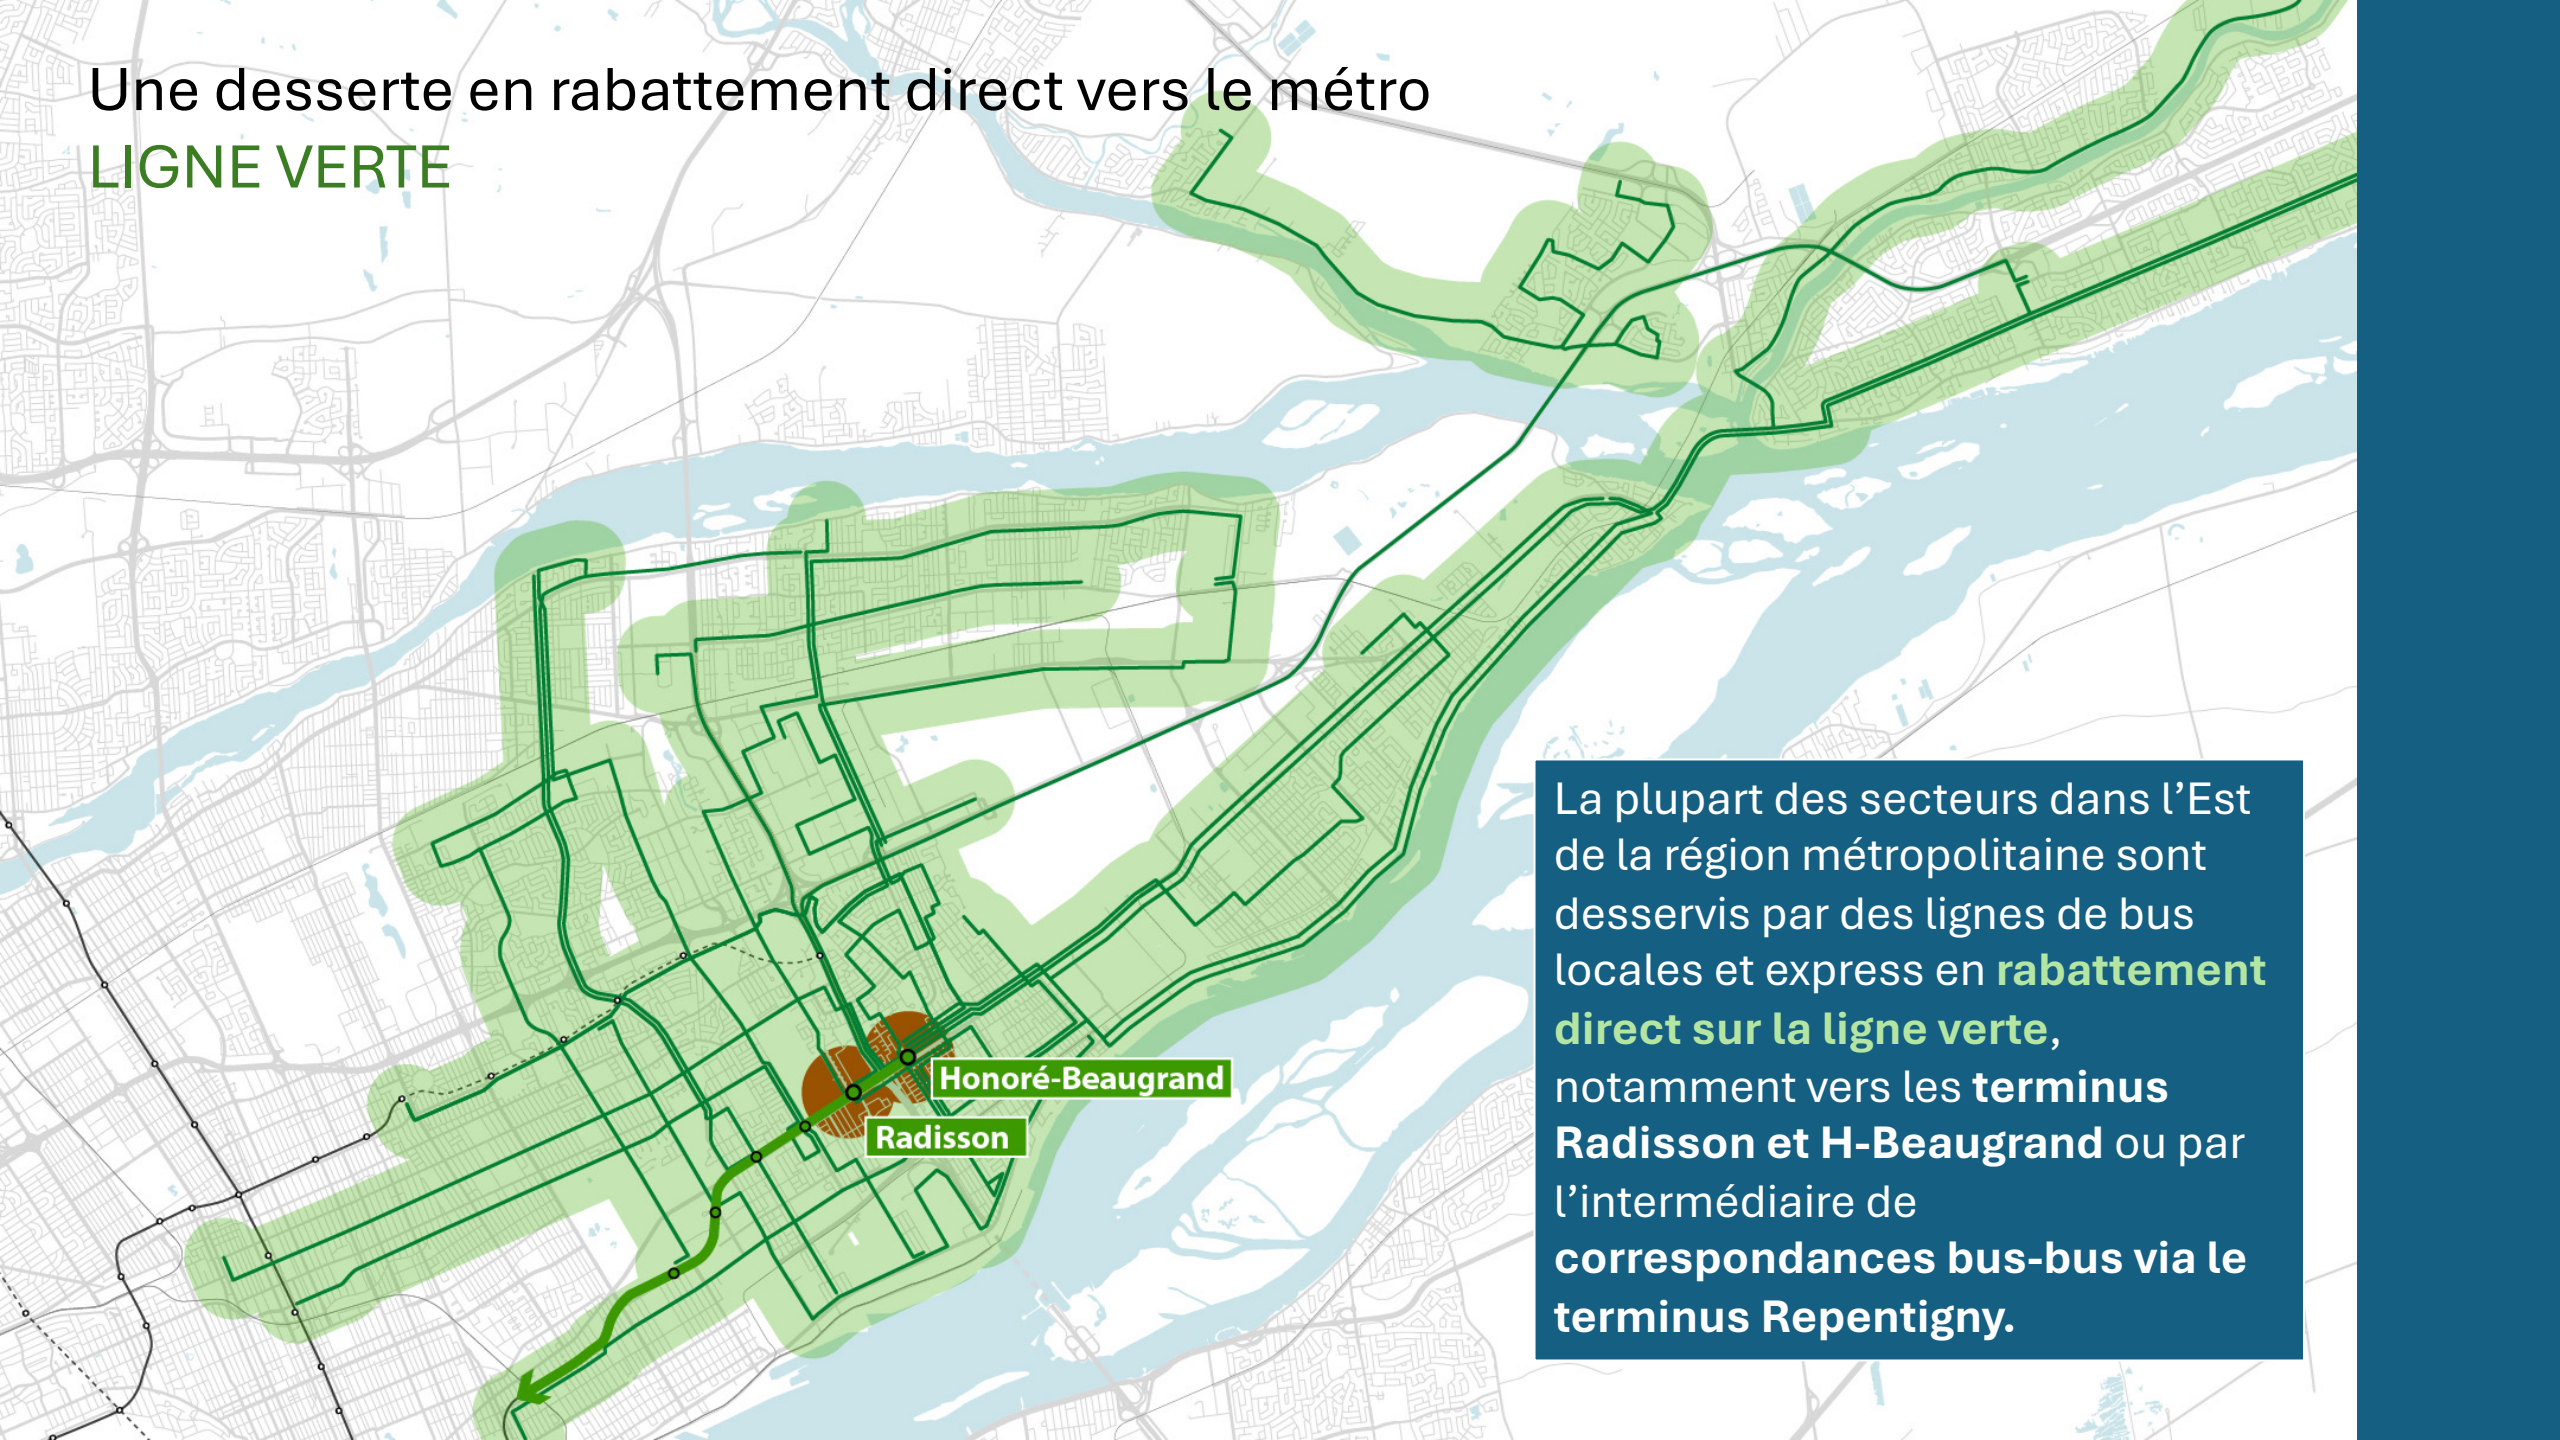 Une desserte en rabattement direct vers le métro
LIGNE VERTE
Honoré-Beaugrand
Radisson
La plupart des secteurs dans l’Est
de la région métropolitaine sont
desservis par des lignes de bus
locales et express en rabattement
direct sur la ligne verte,
notamment vers les terminus
Radisson et H-Beaugrand ou par
l’intermédiaire de
correspondances bus-bus via le
terminus Repentigny.